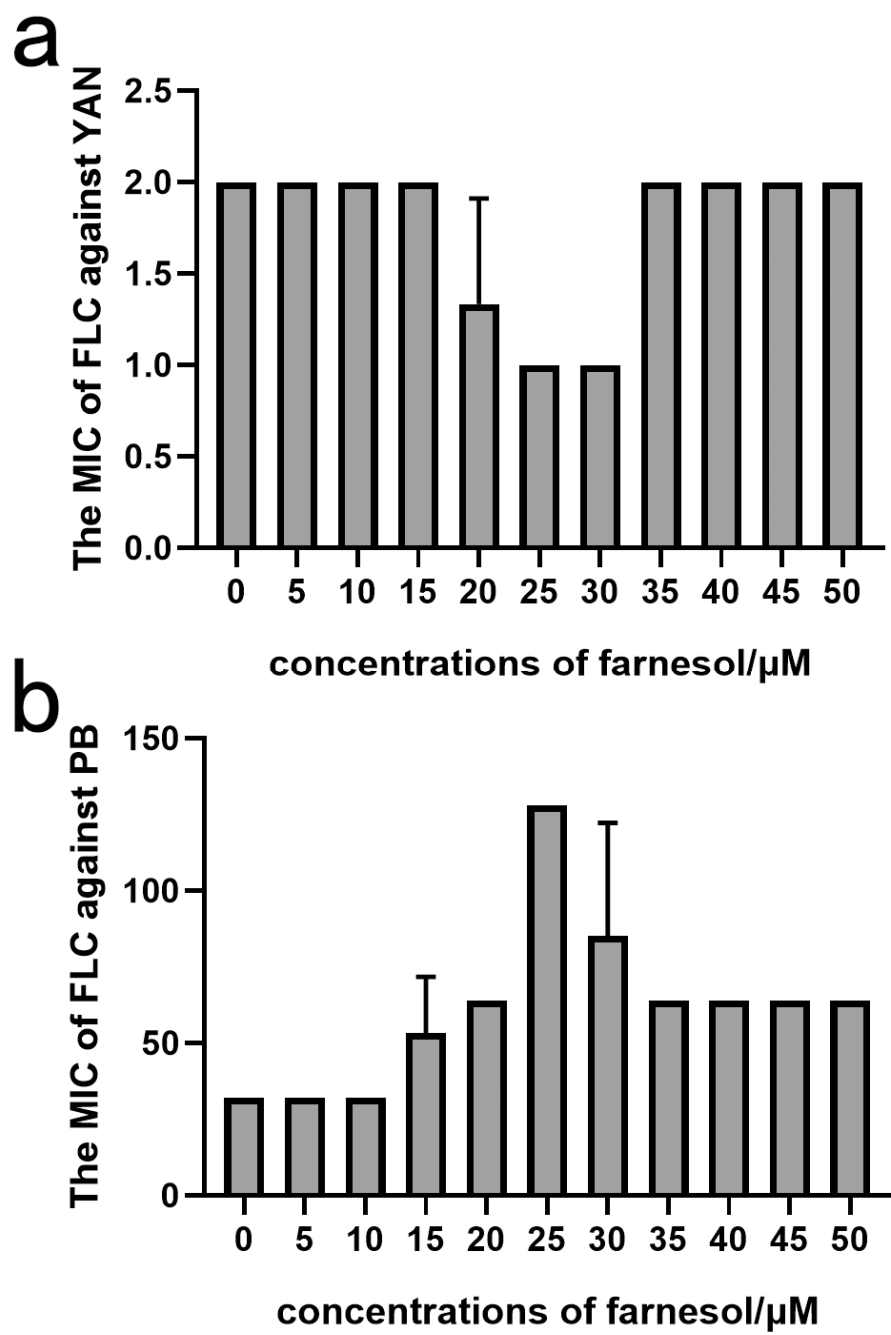 a
The MIC of FLC against YAN
2.5
2.0
1.5
1.0
0.5
0.0
0 5 10 15 20 25 30 35 40 45 50
concentrations of farnesol/µM
b
The MIC of FLC against PB
150
100
50
0
0 5 10 15 20 25 30 35 40 45 50
concentrations of farnesol/µM